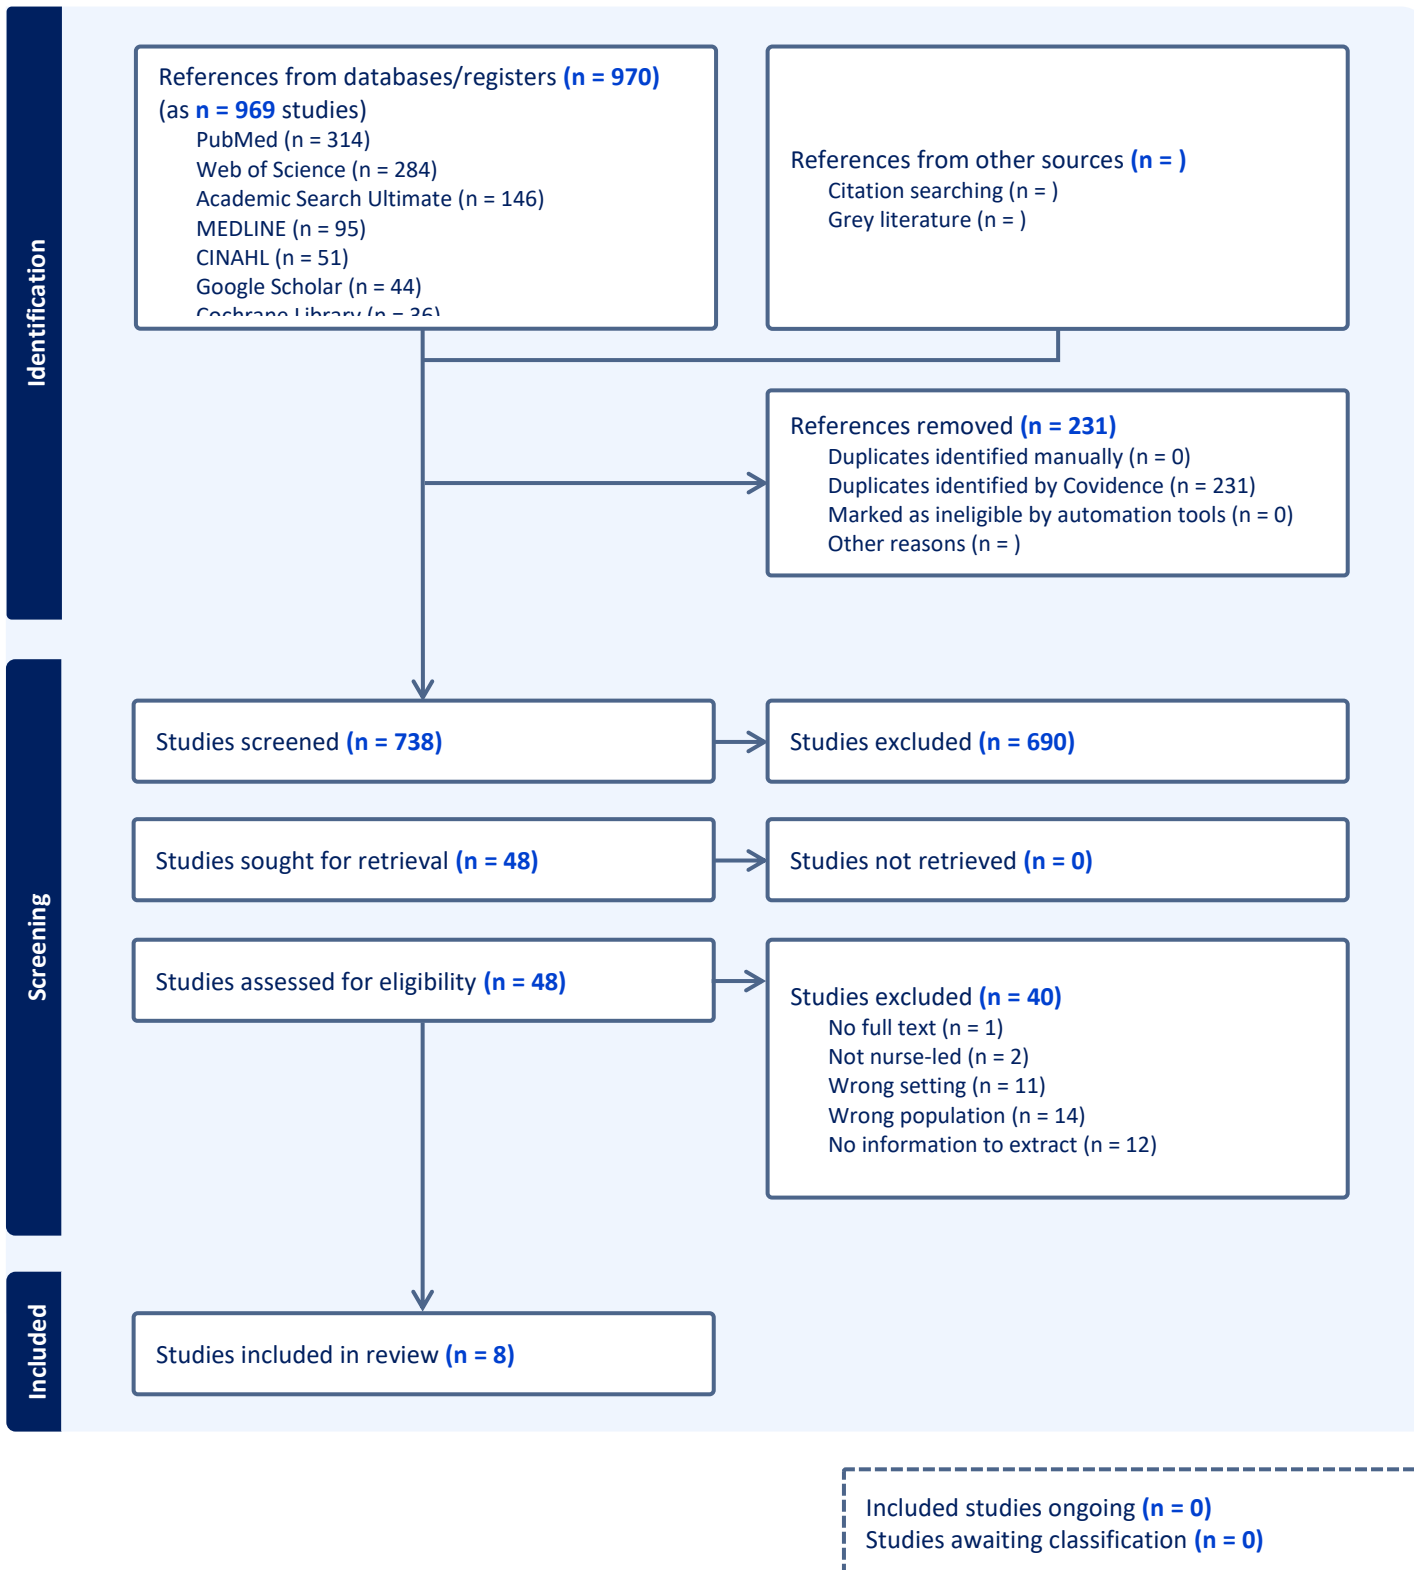 Identification
References from databases/registers (n = 970)
(as n = 969 studies)
PubMed (n = 314)
Web of Science (n = 284)
Academic Search Ultimate (n = 146)
MEDLINE (n = 95)
CINAHL (n = 51)
Google Scholar (n = 44)
Cochrane Library (n = 36)
References from other sources (n = )
Citation searching (n = )
Grey literature (n = )
References removed (n = 231)
Duplicates identified manually (n = 0)
Duplicates identified by Covidence (n = 231)
Marked as ineligible by automation tools (n = 0)
Other reasons (n = )
Screening
Studies screened (n = 738)
Studies excluded (n = 690)
Studies sought for retrieval (n = 48)
Studies not retrieved (n = 0)
Studies assessed for eligibility (n = 48)
Studies excluded (n = 40)
No full text (n = 1)
Not nurse-led (n = 2)
Wrong setting (n = 11)
Wrong population (n = 14)
No information to extract (n = 12)
Included
Studies included in review (n = 8)
Included studies ongoing (n = 0)
Studies awaiting classification (n = 0)